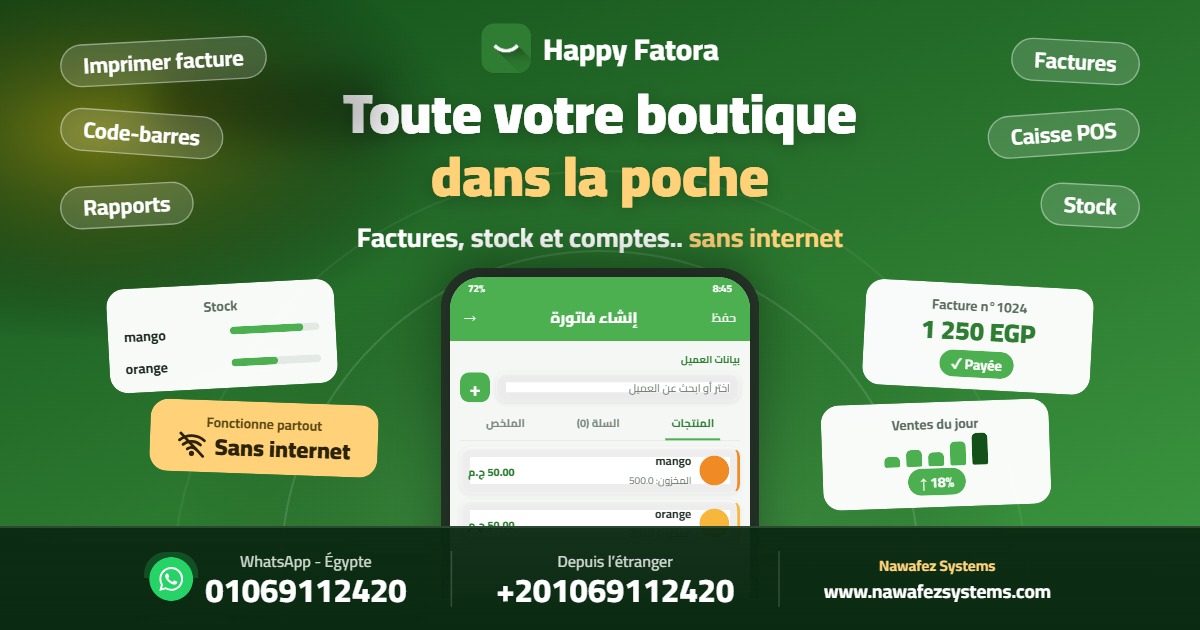 Happy Fatora
Toute votre boutique
dans la poche
Factures, stock et comptes.. sans internet
Imprimer facture
Code-barres
Rapports
Factures
Caisse POS
Stock
Stock
mango
orange
Fonctionne partout
Sans internet
72%
8:45
→
إنشاء فاتورة
حفظ
بيانات العميل
اختر أو ابحث عن العميل
+
المنتجات
السلة (0)
الملخص
mango
المخزون: 500.0
50.00 ج.م
orange
50.00 ج.م
Facture n°1024
1 250 EGP
✓ Payée
Ventes du jour
↑ 18%
WhatsApp - Égypte
01069112420
Depuis l’étranger
+201069112420
Nawafez Systems
www.nawafezsystems.com